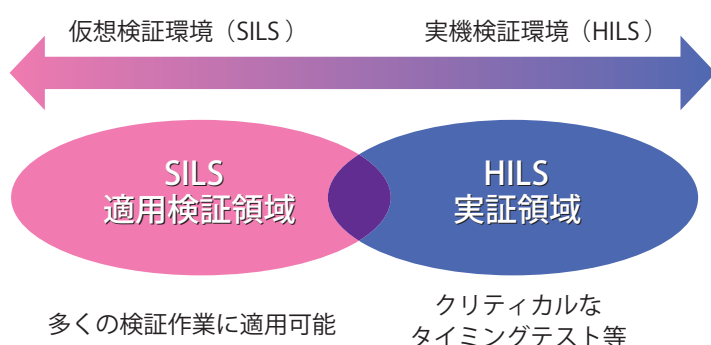 仮想検証環境（SILS ）
実機検証環境（HILS ）
SILS
適用検証領域
HILS
実証領域
多くの検証作業に適用可能
クリティカルな
タイミングテスト等